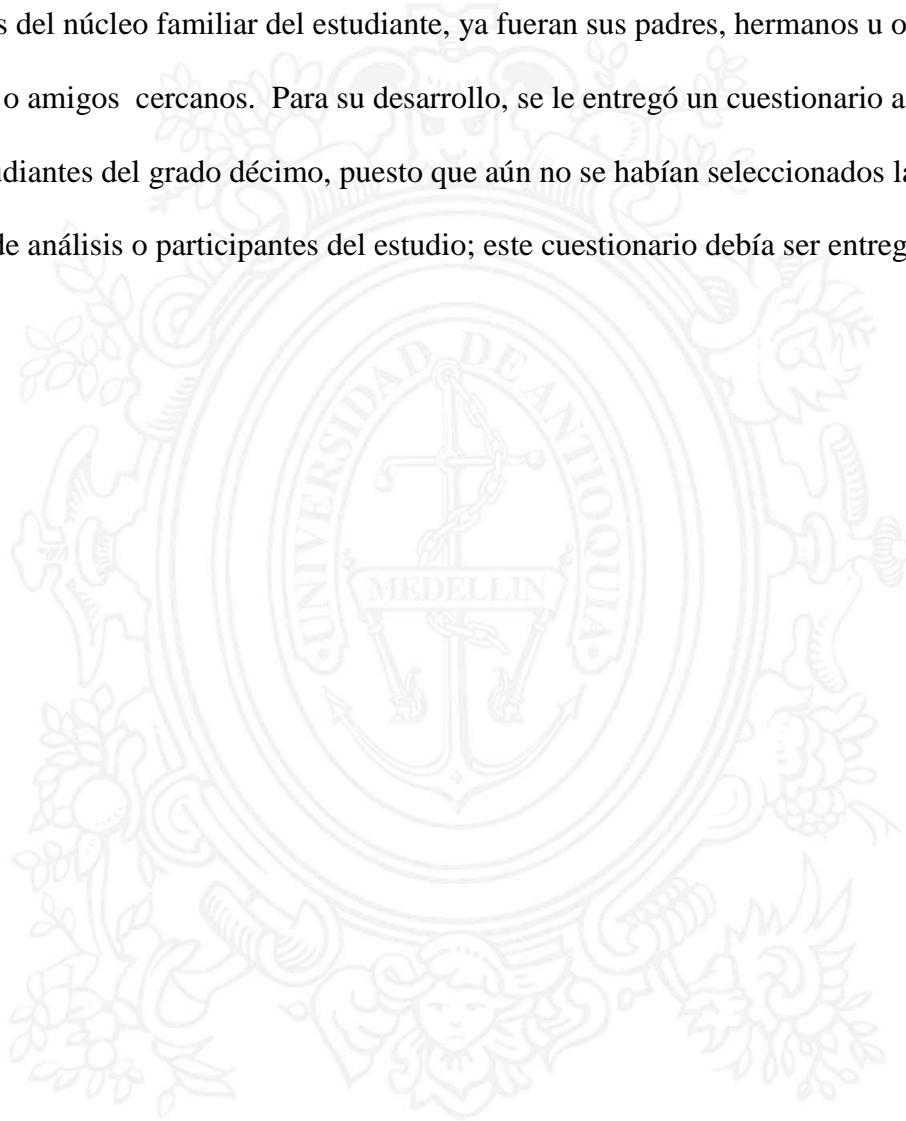 s del núcleo familiar del estudiante, ya fueran sus padres, hermanos u o
o amigos cercanos. Para su desarrollo, se le entregó un cuestionario a
udiantes del grado décimo, puesto que aún no se habían seleccionados la
de análisis o participantes del estudio; este cuestionario debía ser entreg
UNIVERSIDAD DE ANTIOQUIA
MEDELLIN